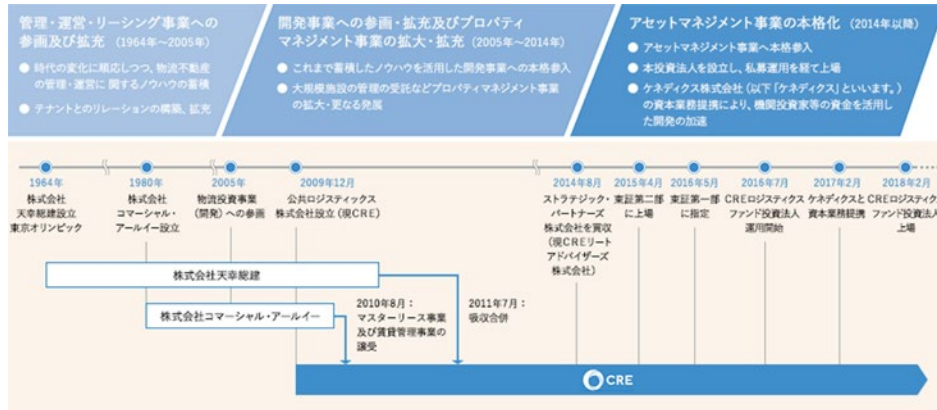 管理・運営・リーシング事業への
参画及び拡充 (1964年~2005年)
● 時代の変化に順応しつつ、物流不動産
の管理・運営に関するノウハウの蓄積
● テナントとのリレーションの構築、拡充
開発事業への参画・拡充及びプロパティ
マネジメント事業の拡大・拡充 (2005年~2014年)
● これまで蓄積したノウハウを活用した開発事業への本格参入
● 大規模施設の管理の受託などプロパティマネジメント事業
の拡大・更なる発展
アセットマネジメント事業の本格化 (2014年以降)
● アセットマネジメント事業へ本格参入
● 本投資法人を設立し、私募運用を経て上場
● ケネディクス株式会社(以下「ケネディクス」といいます。)
の資本業務提携により、機関投資家等の資金を活用し
た開発の加速
1964年
株式会社
天幸総建設立
東京オリンピック
1980年
株式会社
コマーシャル・
アールイー設立
2005年
物流投資事業
(開発)への参画
2009年12月
公共ロジスティックス
株式会社設立(現CRE)
2014年8月
ストラテジック・
パートナーズ
株式会社を買収
(現CREリート
アドバイザーズ
株式会社)
2015年4月
東証第二部
に上場
2016年5月
東証第一部
に指定
2016年7月
CREロジスティクス
ファンド投資法人
運用開始
2017年2月
ケネディクスと
資本業務提携
2018年2月
CREロジスティク
ファンド投資法
上場
株式会社天幸総建
株式会社コマーシャル・アールイー
2010年8月:
マスターリース事業
及び賃貸管理事業の
譲受
2011年7月:
吸収合併
CRE